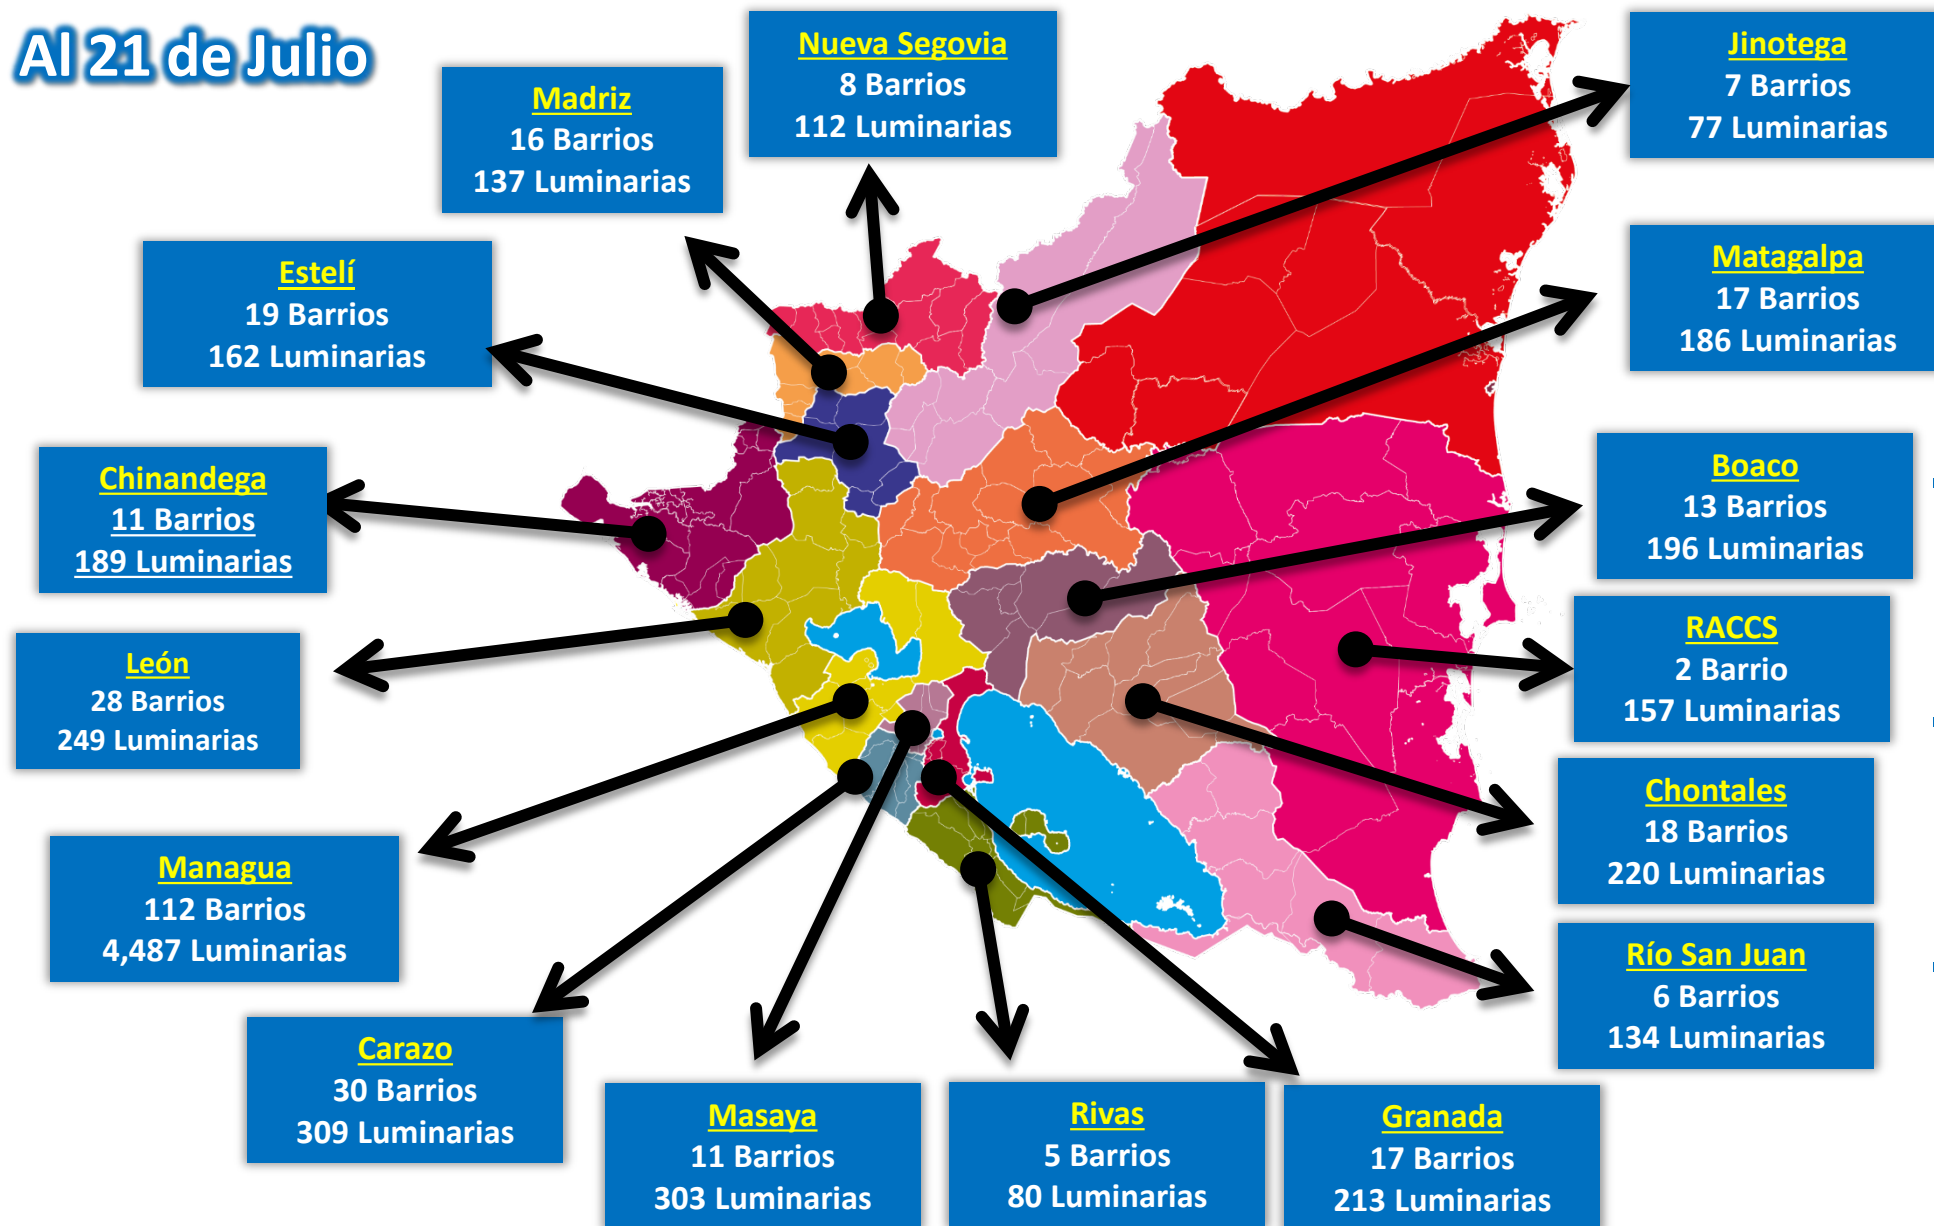 Al 21 de Julio
Nueva Segovia
8 Barrios
112 Luminarias
Jinotega
7 Barrios
77 Luminarias
Madriz
16 Barrios
137 Luminarias
Matagalpa
17 Barrios
186 Luminarias
Estelí
19 Barrios
162 Luminarias
Boaco
13 Barrios
196 Luminarias
Chinandega
11 Barrios
189 Luminarias
RACCS
2 Barrio
157 Luminarias
León
28 Barrios
249 Luminarias
Chontales
18 Barrios
220 Luminarias
Managua
112 Barrios
4,487 Luminarias
Río San Juan
6 Barrios
134 Luminarias
Carazo
30 Barrios
309 Luminarias
Masaya
11 Barrios
303 Luminarias
Rivas
5 Barrios
80 Luminarias
Granada
17 Barrios
213 Luminarias